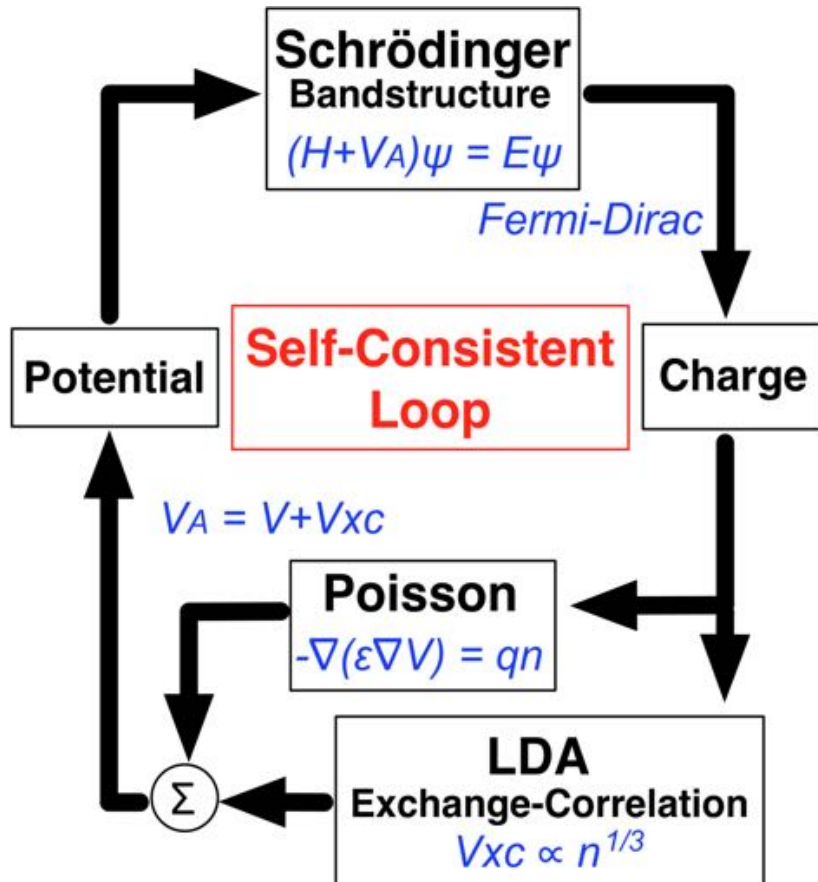 Schrödinger
Bandstructure
(H+VA)ψ = Eψ
Fermi-Dirac
Potential
Self-Consistent
Loop
Charge
VA = V+Vxc
Poisson
-∇(ε∇V) = qn
Σ
LDA
Exchange-Correlation
Vxc ∝ n^1/3